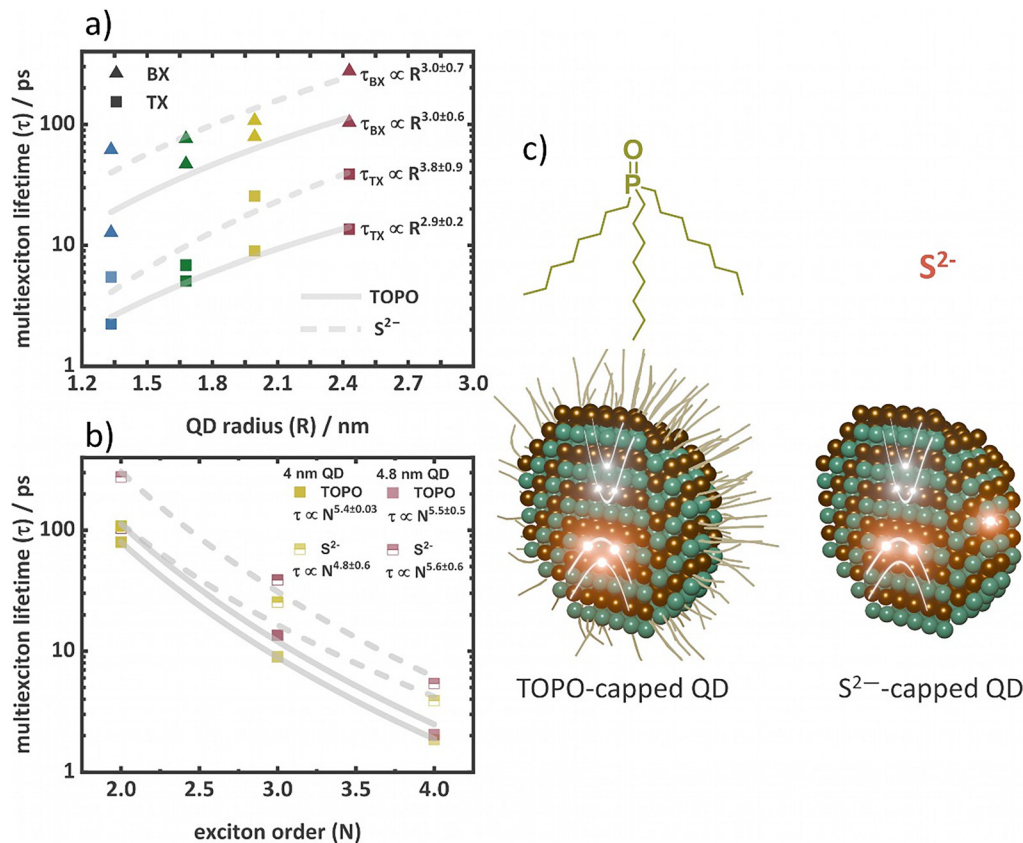 a)
multiexciton lifetime (τ) / ps
100
10
1
BX
TX
τBX ∝ R3.0±0.7
τBX ∝ R3.0±0.6
τTX ∝ R3.8±0.9
τTX ∝ R2.9±0.2
TOPO
S2−
1.2 1.5 1.8 2.1 2.4 2.7 3.0
QD radius (R) / nm
b)
multiexciton lifetime (τ) / ps
100
10
1
4 nm QD 4.8 nm QD
TOPO TOPO
τ ∝ N5.4±0.03 τ ∝ N5.5±0.5
S2- S2-
τ ∝ N4.8±0.6 τ ∝ N5.6±0.6
2.0 2.5 3.0 3.5 4.0
exciton order (N)
c)
O
P
S2-
TOPO-capped QD
S2—-capped QD